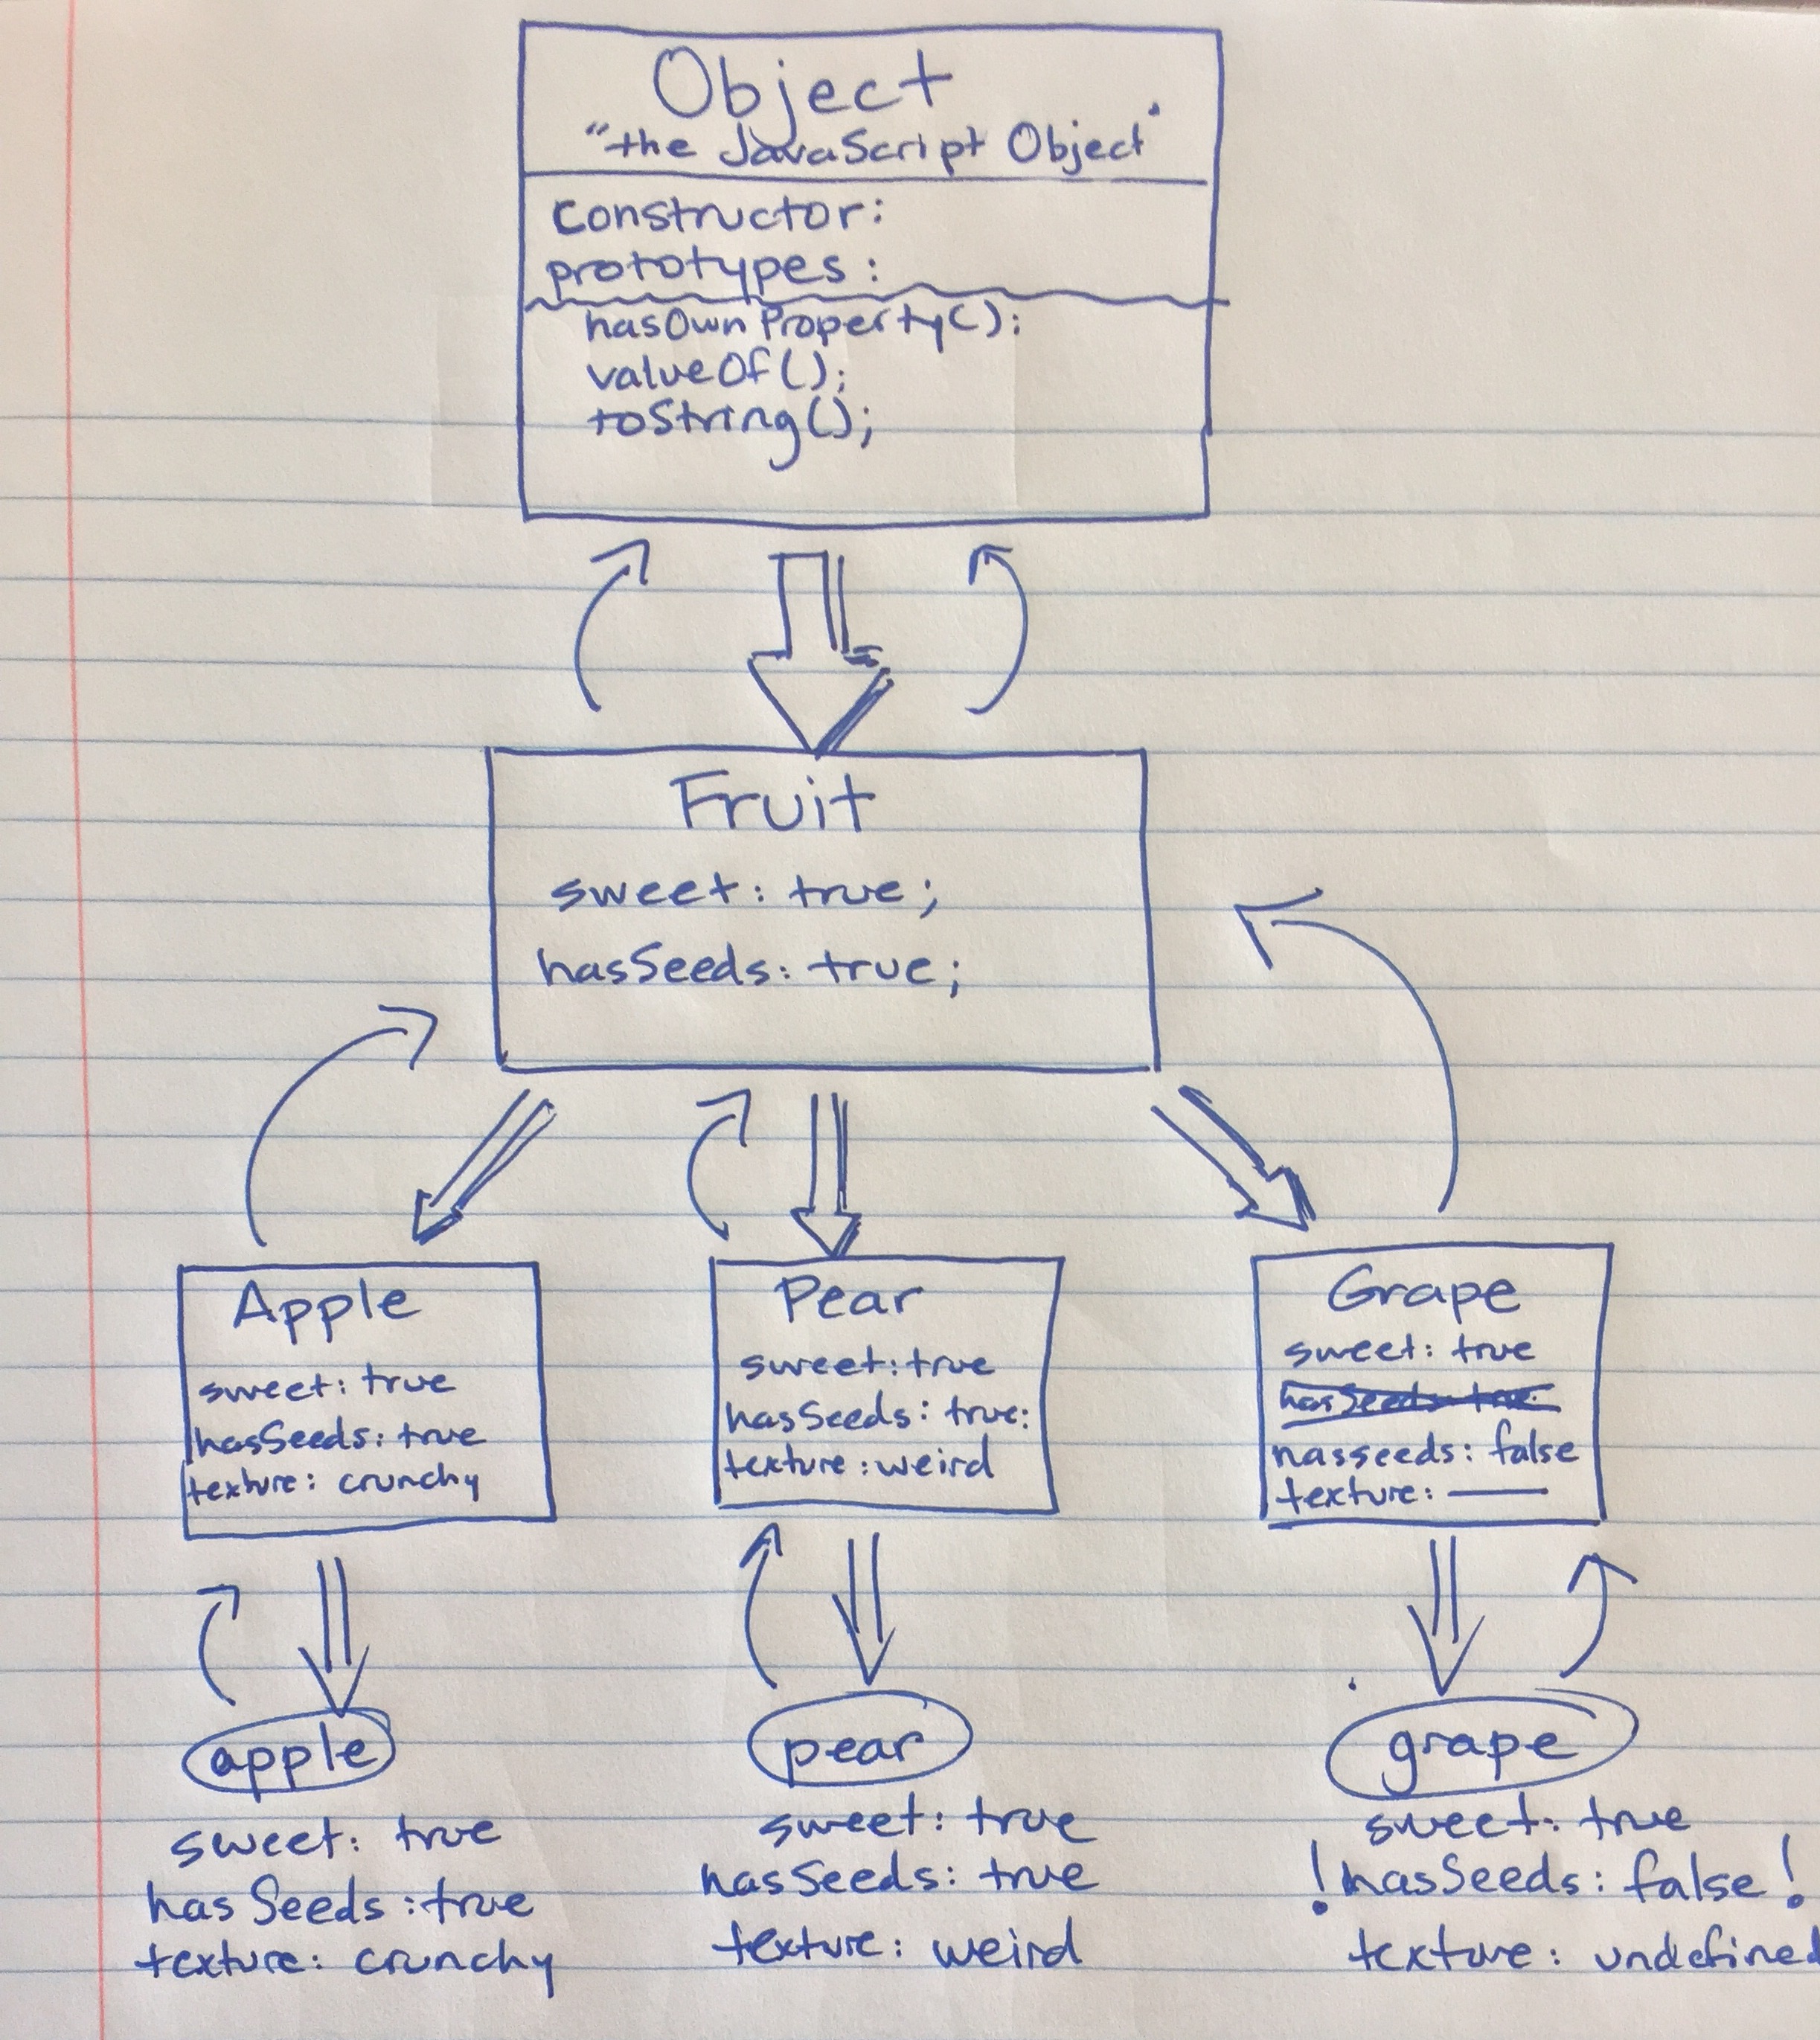 Object
"the JavaScript Object"
constructor:
prototypes:
hasOwnProperty();
valueOf();
toString();
Fruit
sweet: true;
hasSeeds: true;
Apple
sweet: true
hasSeeds: true
texture: crunchy
Pear
sweet: true
hasSeeds: true:
texture: weird
Grape
sweet: true
hasSeeds: true:
hasseeds: false
texture: ——
apple
sweet: true
hasSeeds: true
texture: crunchy
pear
sweet: true
hasSeeds: true
texture: weird
grape
sweet: true
! hasSeeds: false !
texture: undefined